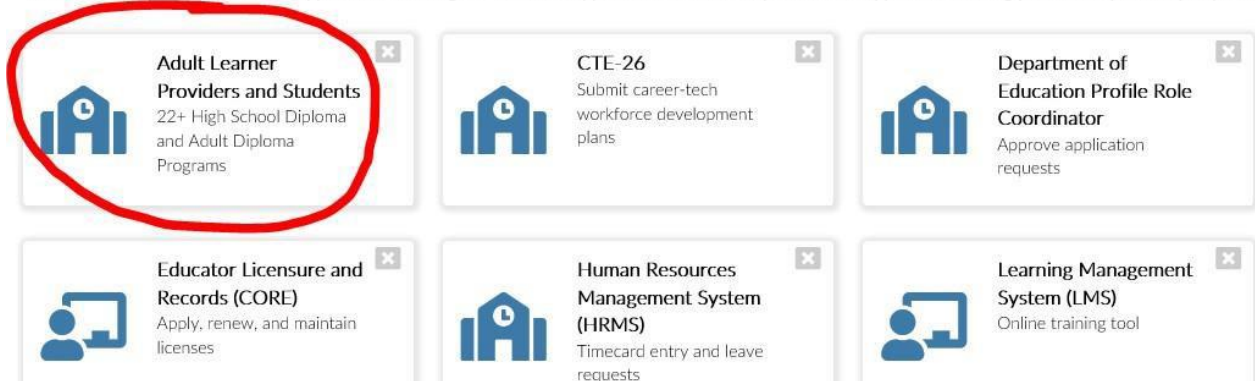 Adult Learner
Providers and Students
22+ High School Diploma
and Adult Diploma
Programs
CTE-26
Submit career-tech
workforce development
plans
Department of
Education Profile Role
Coordinator
Approve application
requests
Educator Licensure and
Records (CORE)
Apply, renew, and maintain
licenses
Human Resources
Management System
(HRMS)
Timecard entry and leave
requests
Learning Management
System (LMS)
Online training tool